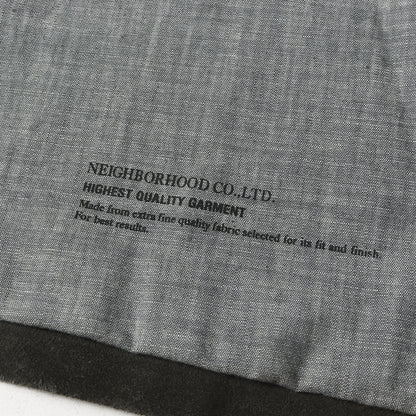 NEIGHBORHOOD CO.,LTD.
HIGHEST QUALITY GARMENT
Made from extra fine quality fabric selected for its fit and finish.
For best results.